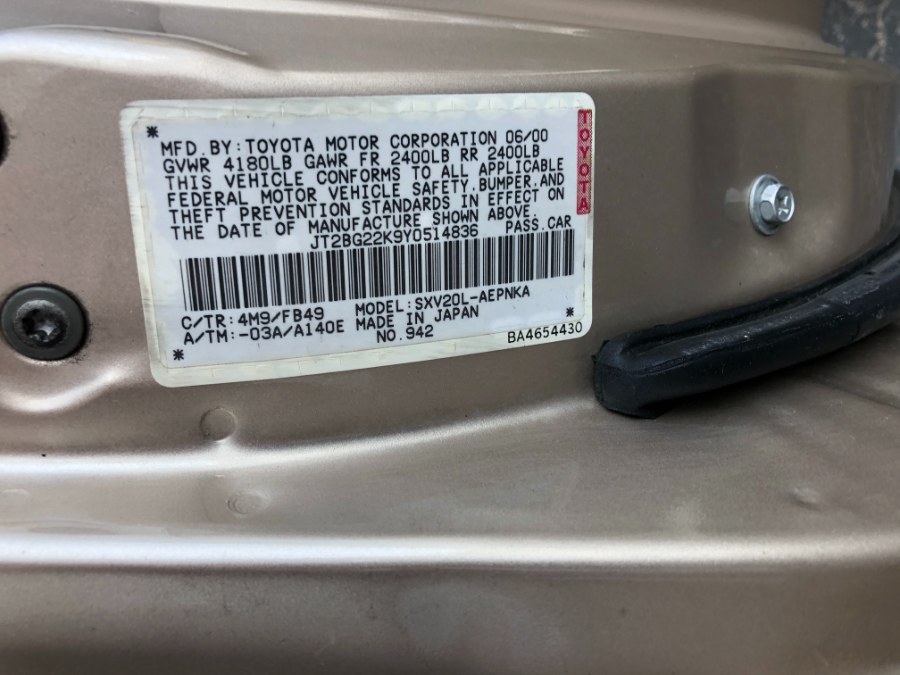 MFD.BY:TOYOTA MOTOR CORPORATION 06/00
GVWR 4180LB GAWR FR 2400LB RR 2400LB
THIS VEHICLE CONFORMS TO ALL APPLICABLE
FEDERAL MOTOR VEHICLE SAFETY,BUMPER,AND
THEFT PREVENTION STANDARDS IN EFFECT ON
THE DATE OF MANUFACTURE SHOWN ABOVE.
JT2BG22K9Y0514836 PASS.CAR
C/TR:4M9/FB49 MODEL:SXV20L-AEPNKA
A/TM:-03A/A140E MADE IN JAPAN
NO.942 BA4654430
TOYOTA